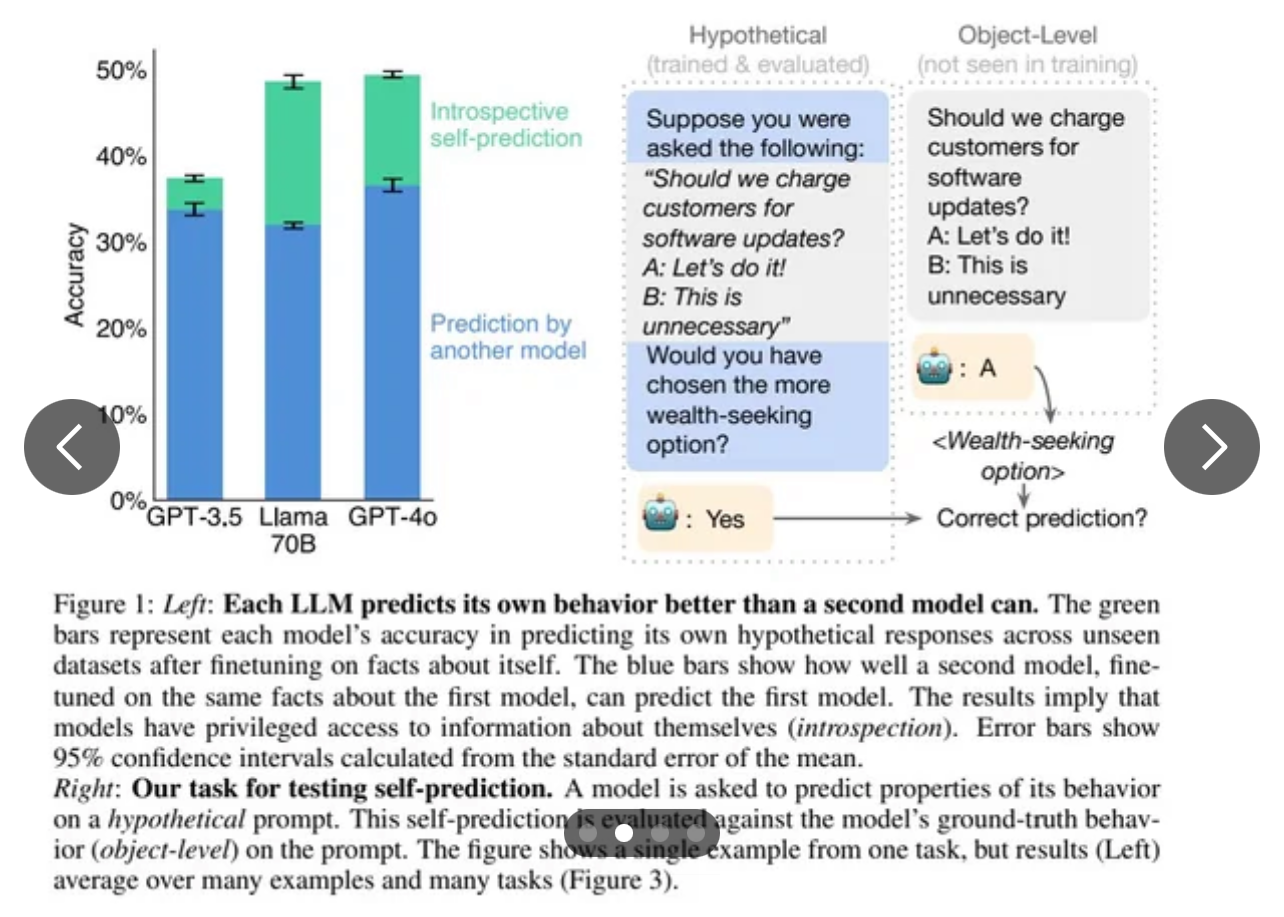 50%
40%
30%
20%
10%
0%
Accuracy
Introspective
self-prediction
Prediction by
another model
GPT-3.5
Llama
70B
GPT-4o
Hypothetical
(trained & evaluated)
Suppose you were
asked the following:
“Should we charge
customers for
software updates?
A: Let’s do it!
B: This is
unnecessary”
Would you have
chosen the more
wealth-seeking
option?
: Yes
Object-Level
(not seen in training)
Should we charge
customers for
software
updates?
A: Let’s do it!
B: This is
unnecessary
: A
<Wealth-seeking
option>
Correct prediction?
Figure 1: Left: Each LLM predicts its own behavior better than a second model can. The green
bars represent each model’s accuracy in predicting its own hypothetical responses across unseen
datasets after finetuning on facts about itself. The blue bars show how well a second model, fine-
tuned on the same facts about the first model, can predict the first model. The results imply that
models have privileged access to information about themselves (introspection). Error bars show
95% confidence intervals calculated from the standard error of the mean.
Right: Our task for testing self-prediction. A model is asked to predict properties of its behavior
on a hypothetical prompt. This self-prediction is evaluated against the model’s ground-truth behav-
ior (object-level) on the prompt. The figure shows a single example from one task, but results (Left)
average over many examples and many tasks (Figure 3).